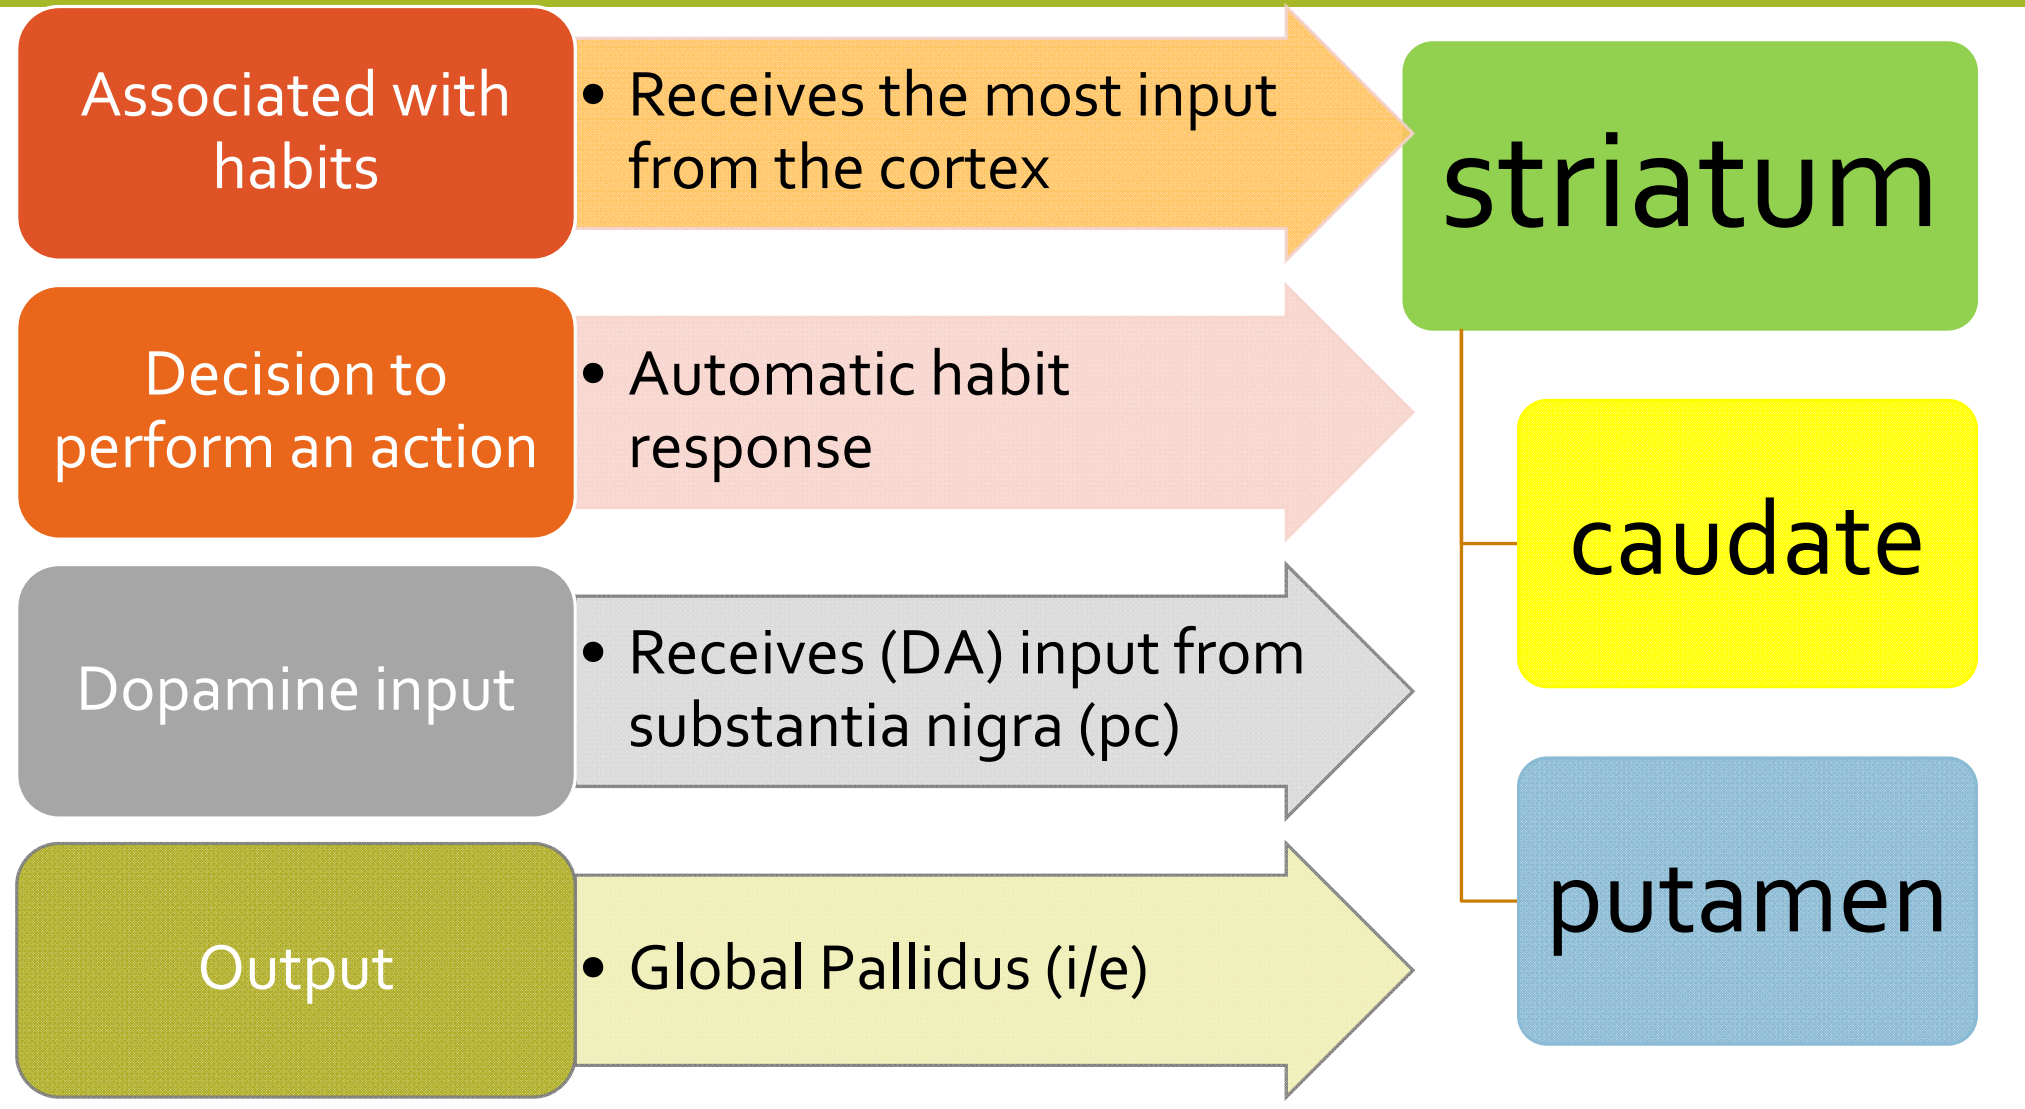 Associated with
habits
• Receives the most input
from the cortex
Decision to
perform an action
• Automatic habit
response
Dopamine input
• Receives (DA) input from
substantia nigra (pc)
Output
• Global Pallidus (i/e)
striatum
caudate
putamen